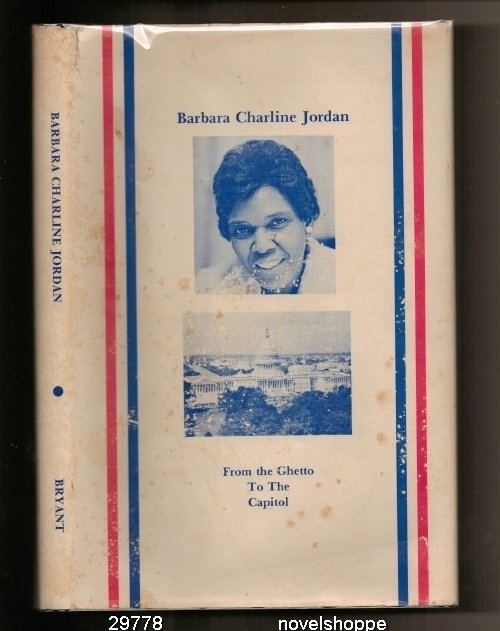 BARBARA CHARLINE JORDAN
BRYANT
Barbara Charline Jordan
From the Ghetto
To The
Capitol
29778
novelshoppe